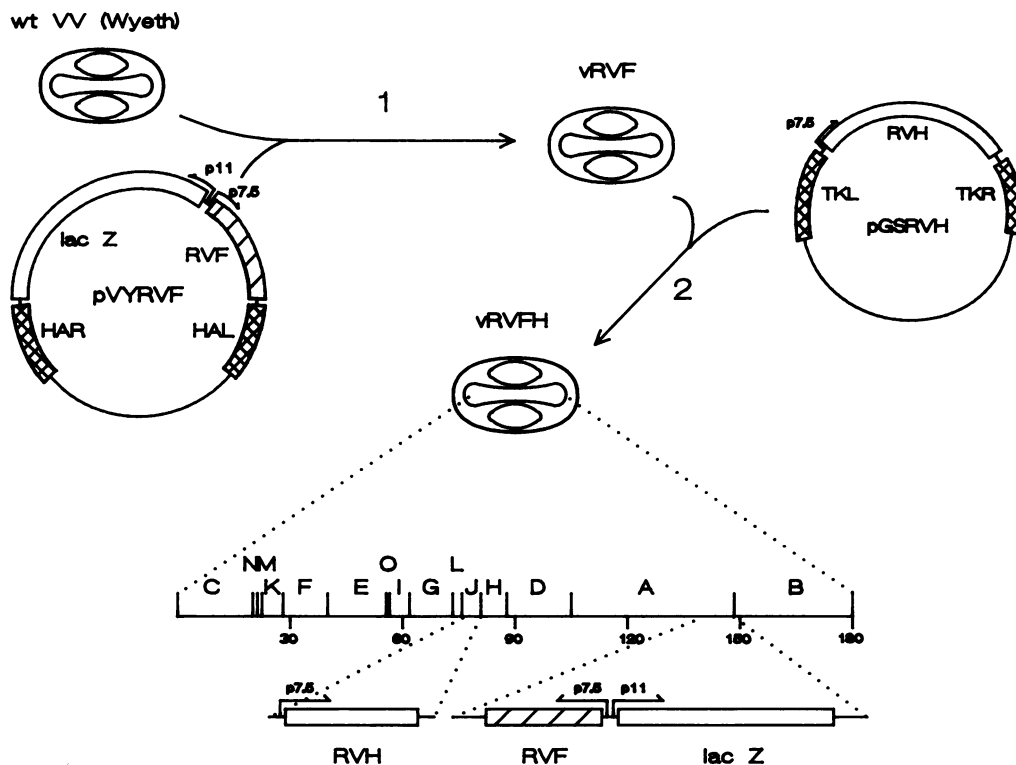 wt VV (Wyeth)
1
vRVF
p7.5
RVH
TKL
TKR
pGSRVH
p11
p7.5
lac Z
RVF
pVYRVF
HAR
HAL
2
vRVFH
C NM K F E O I G L J H D A B
30 60 90 120 150 180
p7.5
p7.5 p11
RVH RVF lac Z